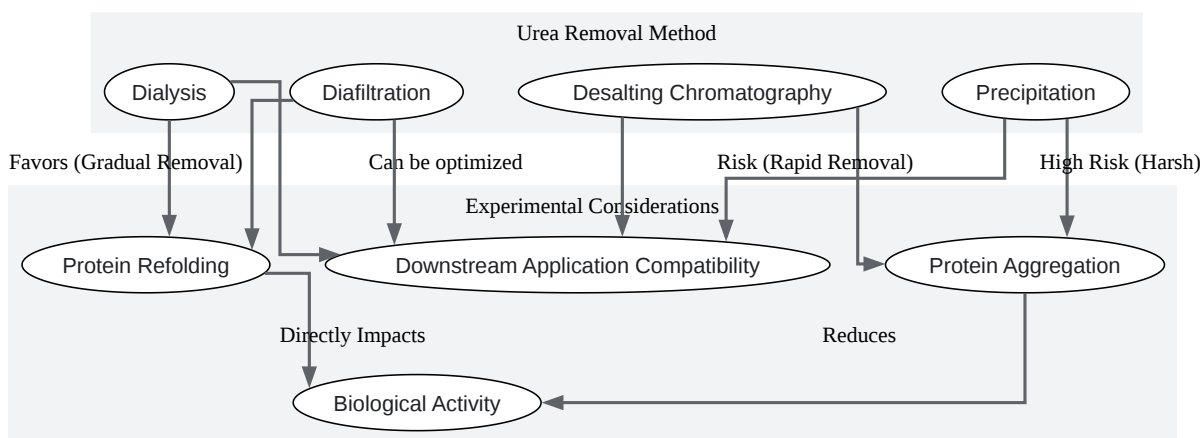 Urea Removal Method
Dialysis
Diafiltration
Desalting Chromatography
Precipitation
Favors (Gradual Removal)
Can be optimized
Risk (Rapid Removal)
High Risk (Harsh)
Experimental Considerations
Protein Refolding
Downstream Application Compatibility
Protein Aggregation
Directly Impacts
Reduces
Biological Activity